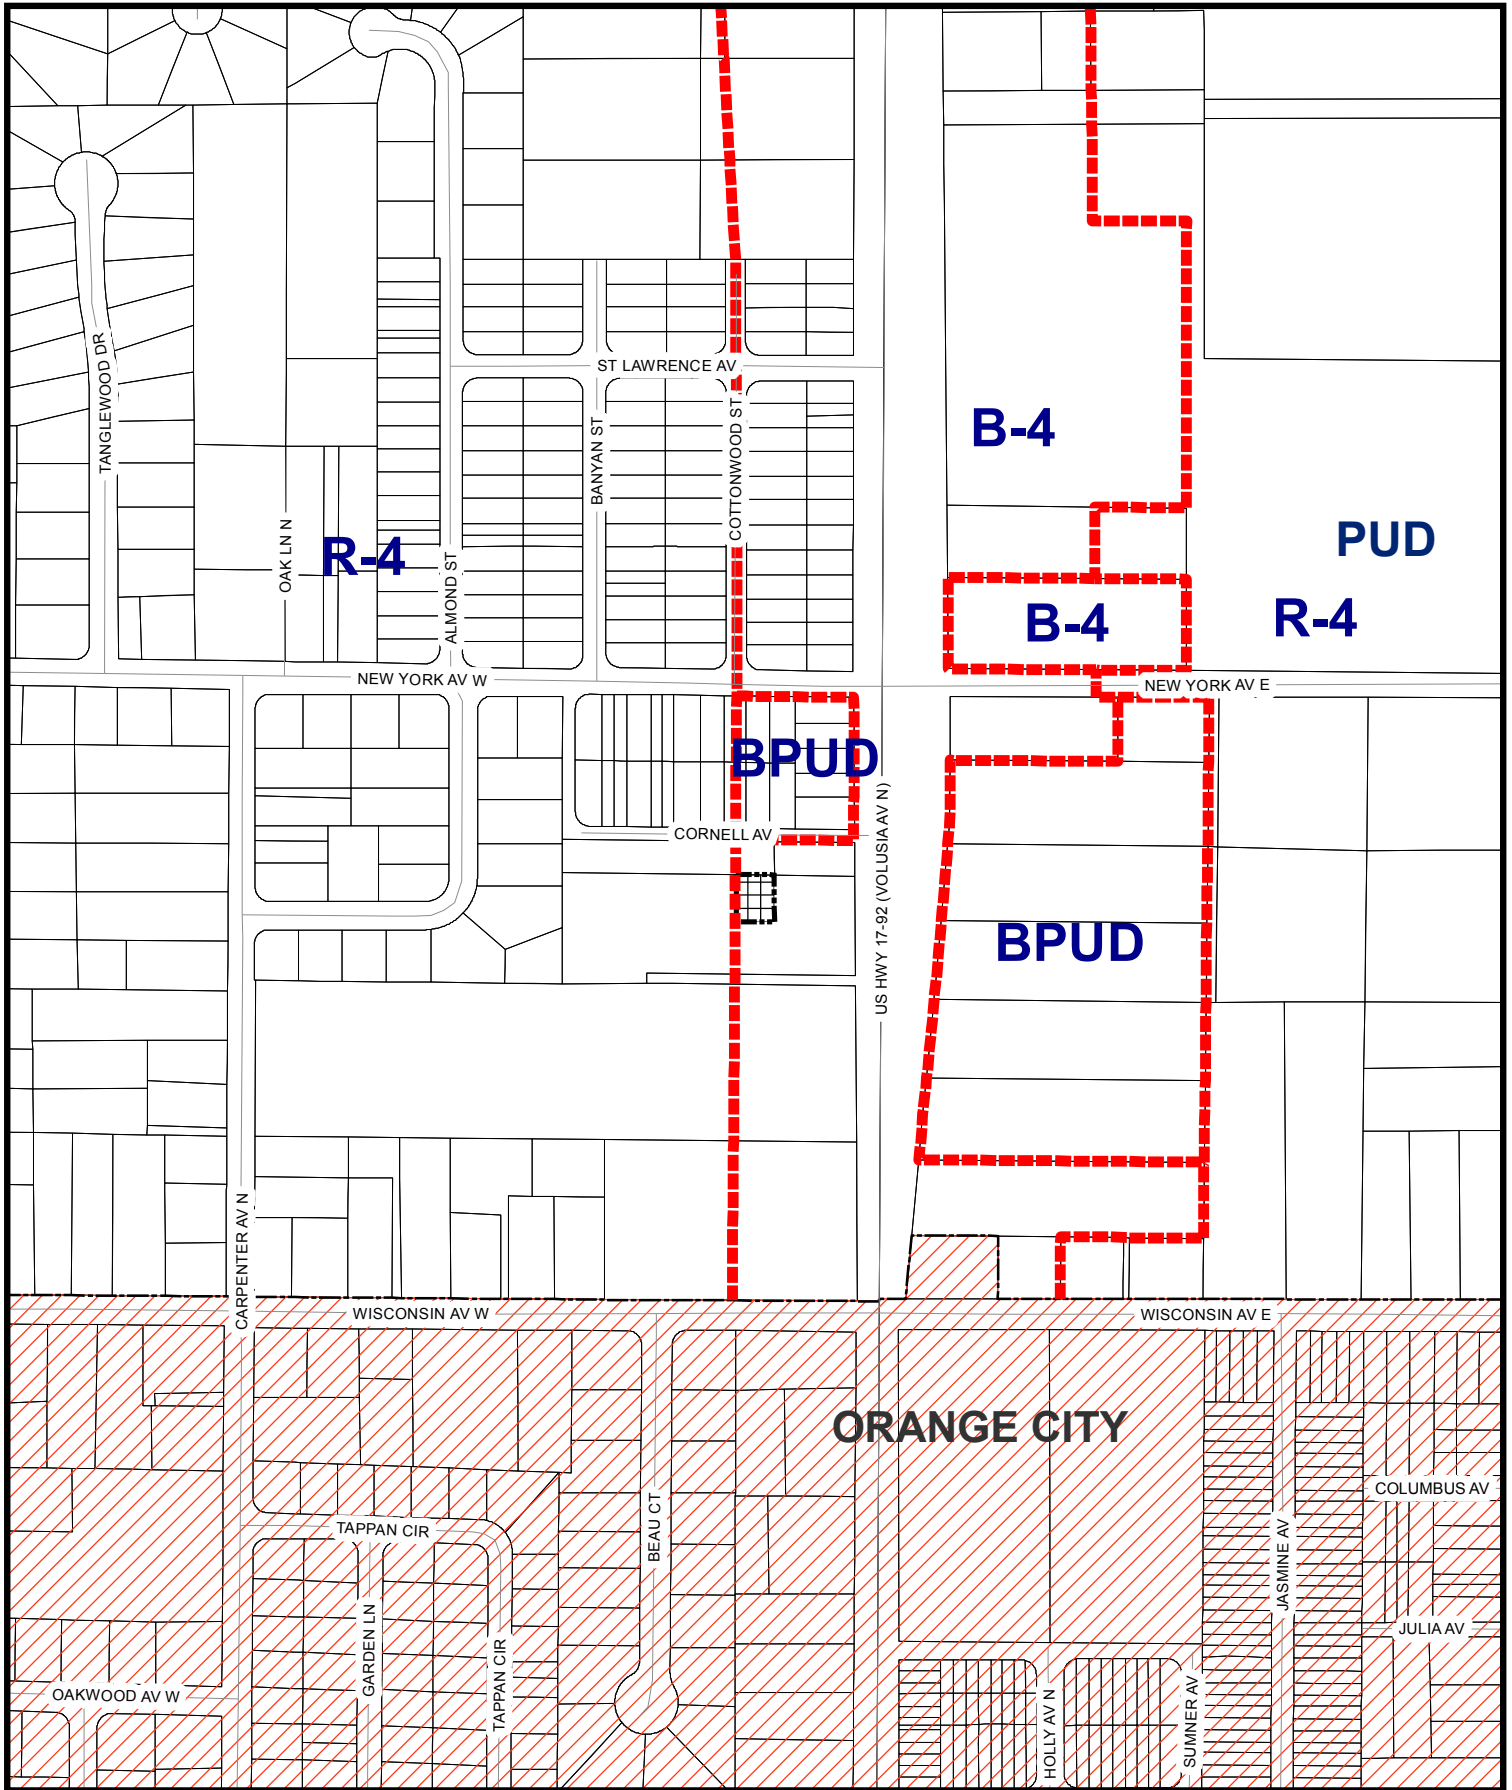 TANGLEWOOD DR
ST LAWRENCE AV
BANYAN ST
COTTONWOOD ST
B-4
OAK LN N
R-4
ALMOND ST
PUD
B-4
R-4
NEW YORK AV W
NEW YORK AV E
BPUD
CORNELL AV
US HWY 17-92 (VOLUSIA AV N)
BPUD
CARPENTER AV N
WISCONSIN AV W
WISCONSIN AV E
ORANGE CITY
COLUMBUS AV
TAPPAN CIR
BEAU CT
JASMINE AV
GARDEN LN
TAPPAN CIR
JULIA AV
OAKWOOD AV W
HOLLY AV N
SUMNER AV